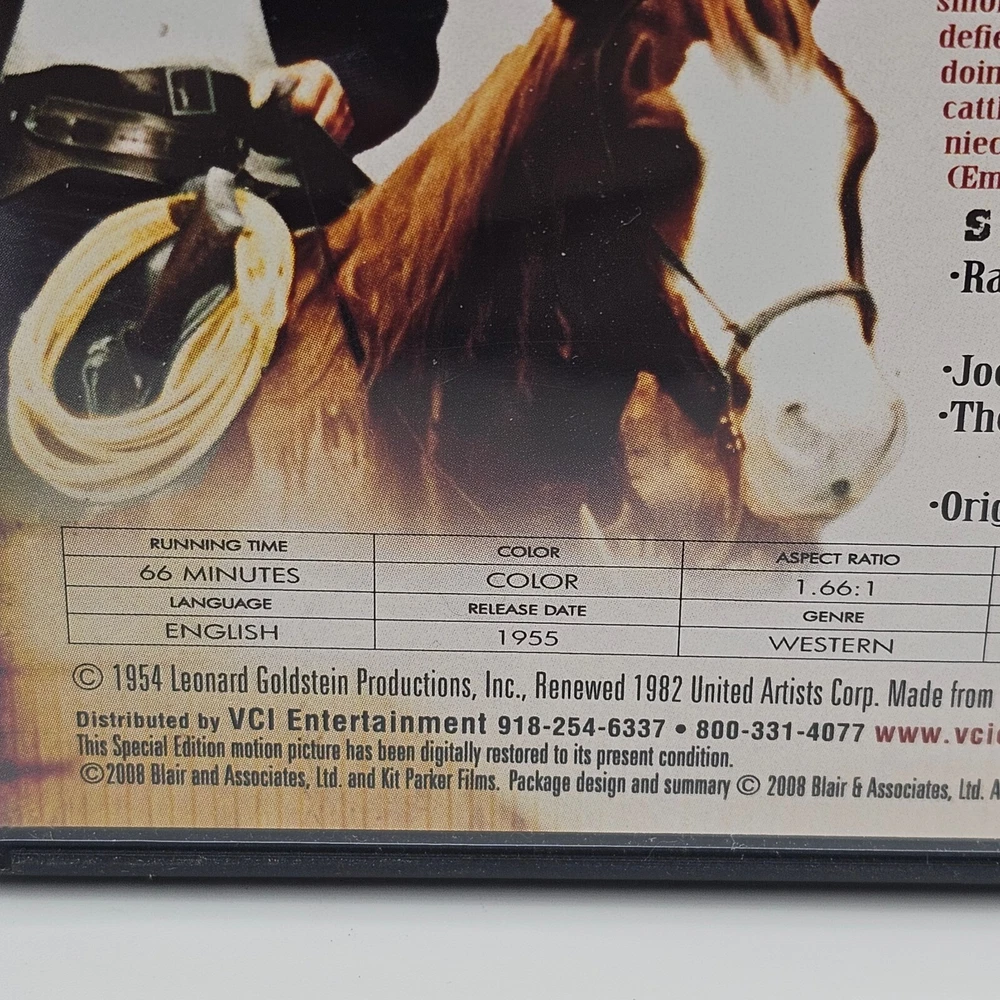 defie
doin
catt
niec
(Em
S
·Ra
·Joe
·The
·Orig
RUNNING TIME COLOR ASPECT RATIO
66 MINUTES COLOR 1.66:1
LANGUAGE RELEASE DATE GENRE
ENGLISH 1955 WESTERN
© 1954 Leonard Goldstein Productions, Inc., Renewed 1982 United Artists Corp. Made from
Distributed by VCI Entertainment 918-254-6337 • 800-331-4077 www.vci
This Special Edition motion picture has been digitally restored to its present condition.
©2008 Blair and Associates, Ltd. and Kit Parker Films. Package design and summary © 2008 Blair & Associates, Ltd. A